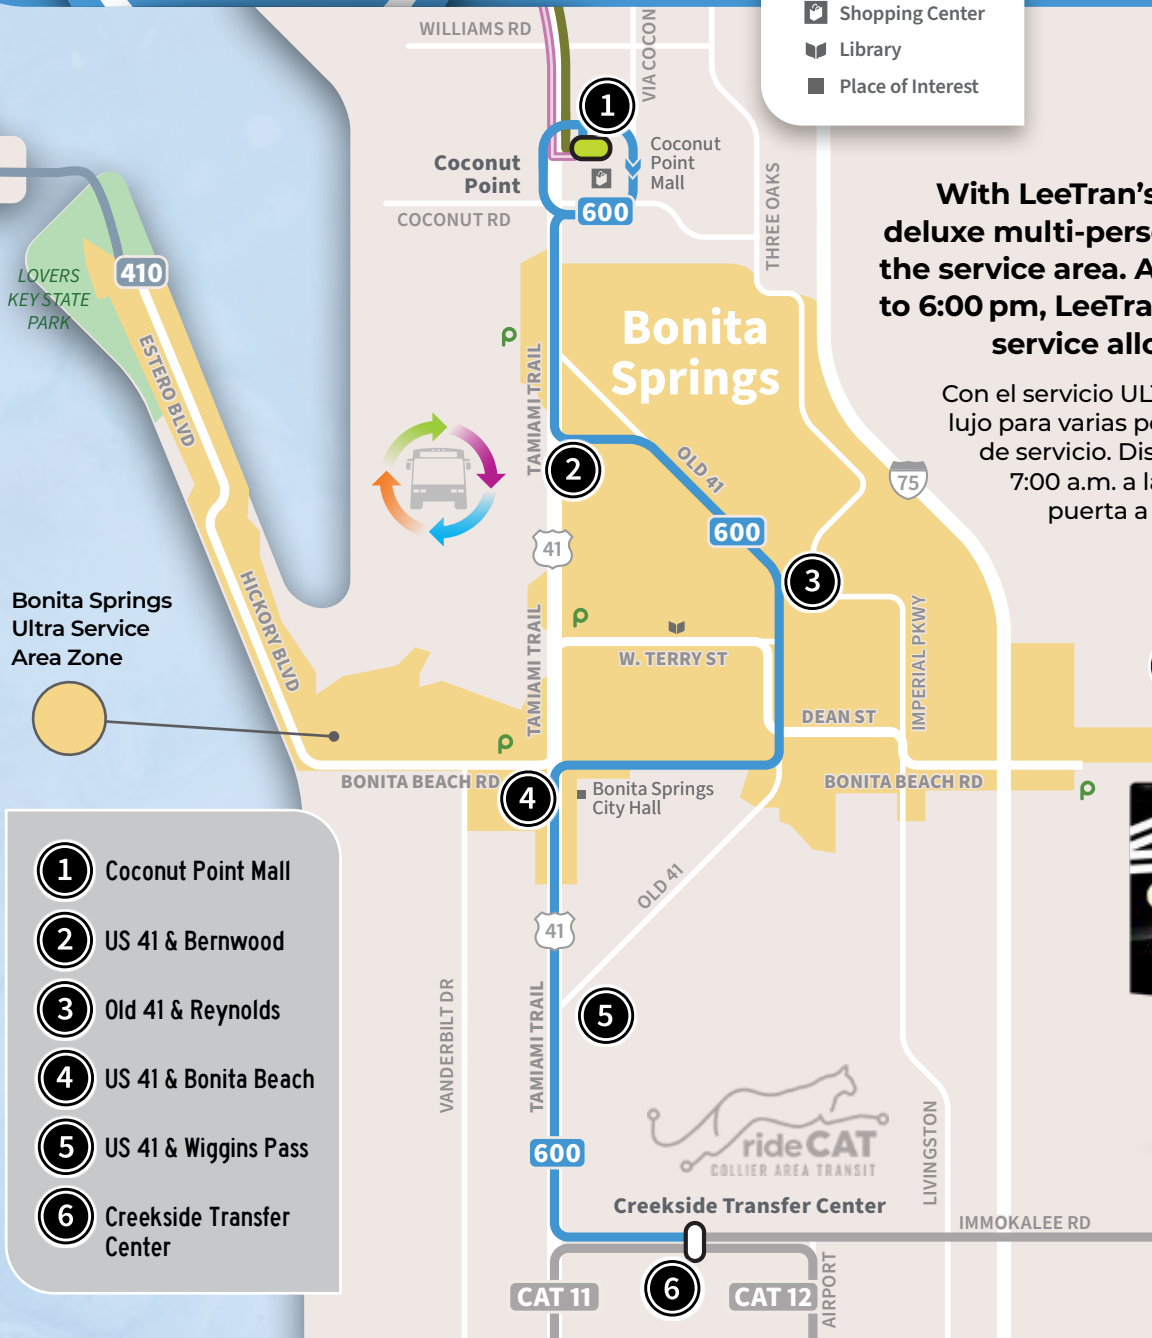 Shopping Center
Library
Place of Interest
WILLIAMS RD
VIA COCON
1
Coconut
Point
Mall
Coconut
Point
600
COCONUT RD
THREE OAKS
With LeeTran's
deluxe multi-pers
the service area. A
to 6:00 pm, LeeTra
service allo
Con el servicio UL
lujo para varias pe
de servicio. Dis
7:00 a.m. a la
puerta a
410
LOVERS
KEY STATE
PARK
ESTERO BLVD
Bonita
Springs
TAMIAMI TRAIL
2
OLD 41
75
600
41
3
Bonita Springs
Ultra Service
Area Zone
HICKORY BLVD
TAMIAMI TRAIL
W. TERRY ST
IMPERIAL PKWY
DEAN ST
BONITA BEACH RD
4
Bonita Springs
City Hall
BONITA BEACH RD
OLD 41
41
1 Coconut Point Mall
2 US 41 & Bernwood
3 Old 41 & Reynolds
4 US 41 & Bonita Beach
5 US 41 & Wiggins Pass
6 Creekside Transfer
Center
VANDERBILT DR
TAMIAMI TRAIL
5
rideCAT
COLLIER AREA TRANSIT
600
LIVINGSTON
Creekside Transfer Center
IMMOKALEE RD
CAT 11
6
CAT 12
AIRPORT